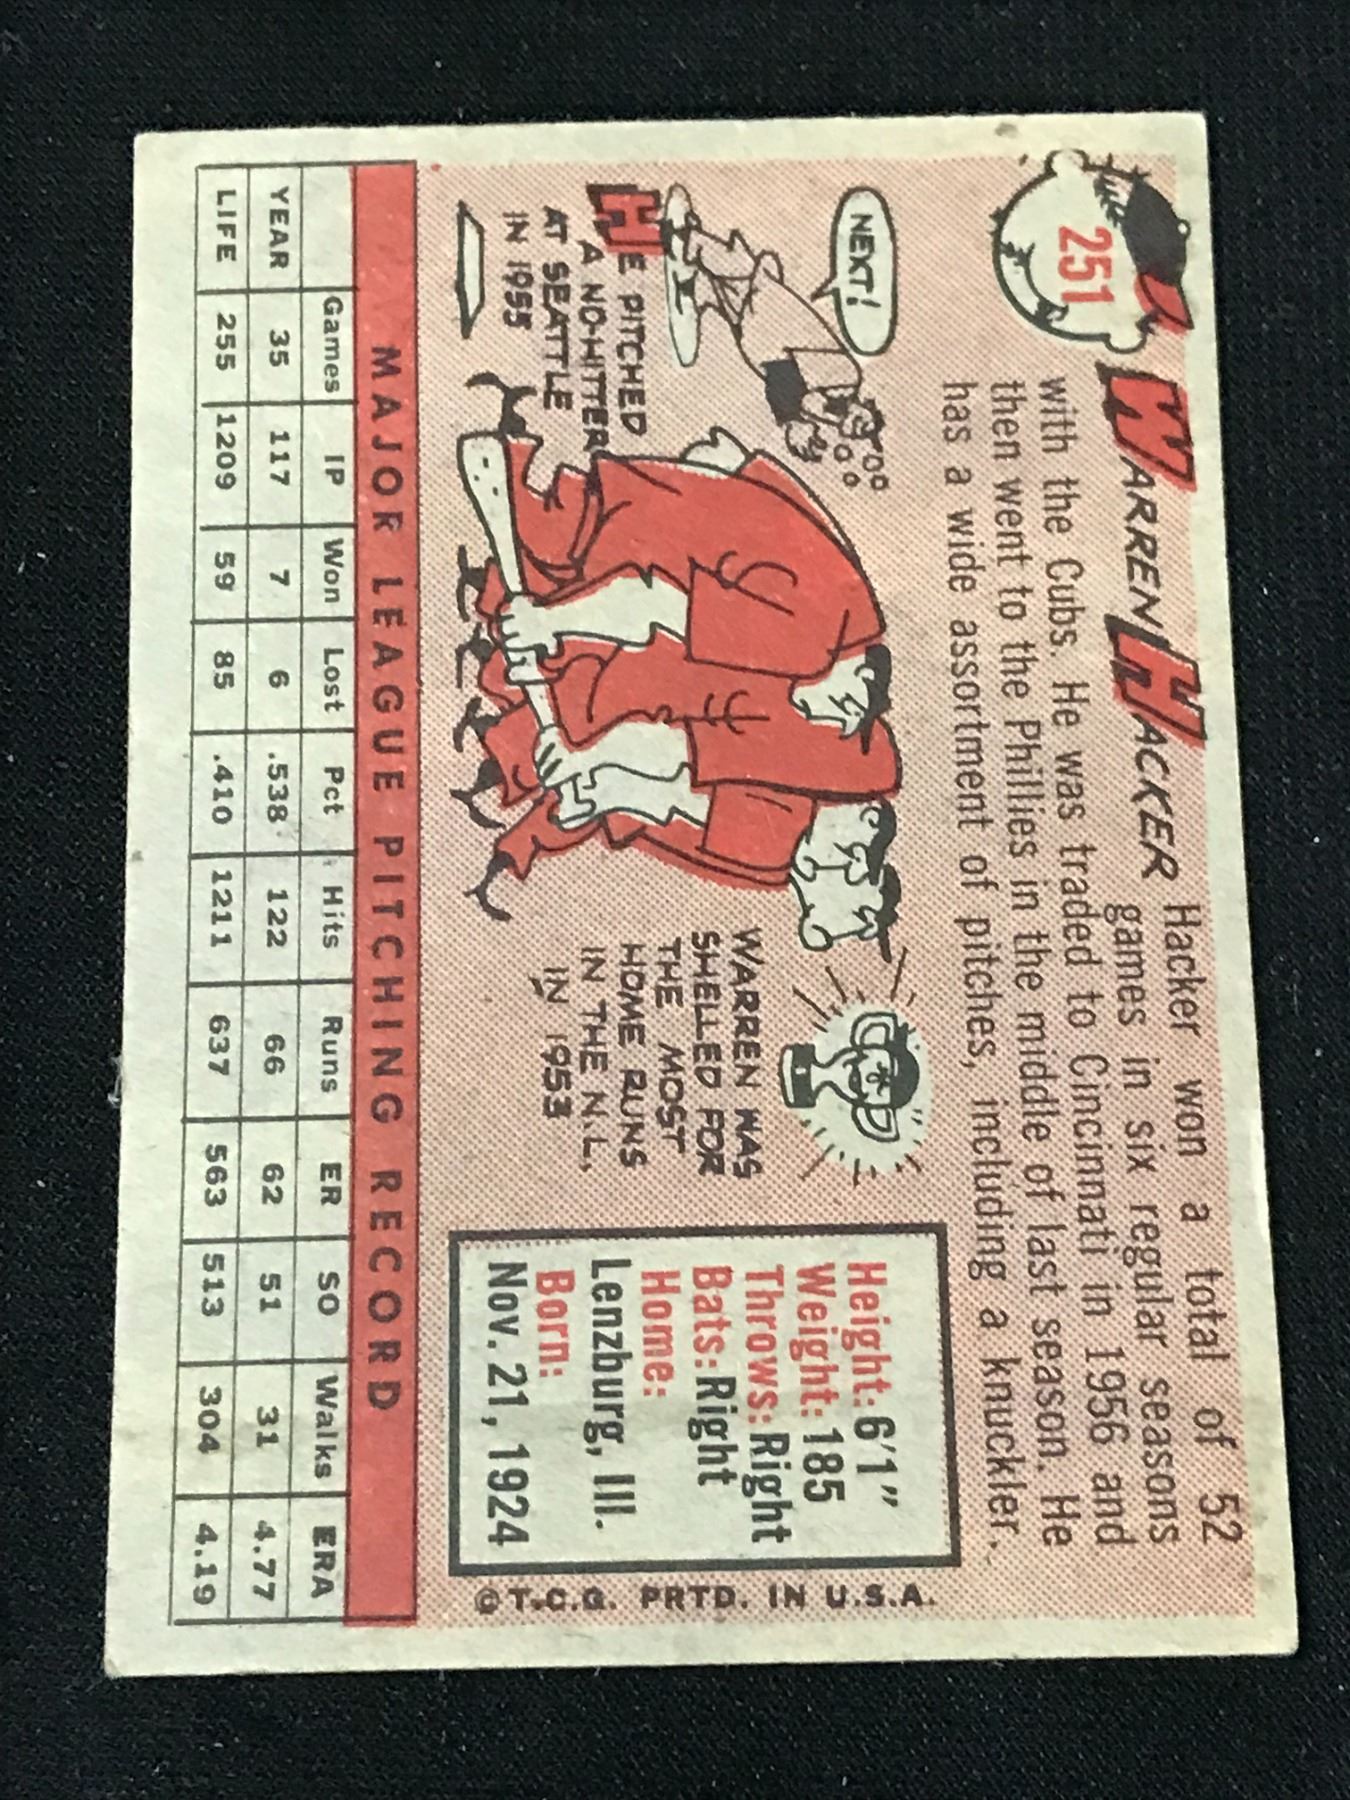 251
WARREN HACKER Hacker won a total of 52
games in six regular seasons
with the Cubs. He was traded to Cincinnati in 1956 and
then went to the Phillies in the middle of last season. He
has a wide assortment of pitches, including a knuckler.
NEXT!
HE PITCHED
A NO-HITTER
AT SEATTLE
IN 1955
WARREN WAS
SHELLED FOR
THE MOST
HOME RUNS
IN THE N.L.,
IN 1953
Height: 6'1"
Weight: 185
Throws: Right
Bats: Right
Home:
Lenzburg, Ill.
Born:
Nov. 21, 1924
© T.C.G. PRTD. IN U.S.A.
MAJOR LEAGUE PITCHING RECORD
Games IP Won Lost Pct Hits Runs ER SO Walks ERA
YEAR 35 117 7 6 .538 122 66 62 51 31 4.77
LIFE 255 1209 59 85 .410 1211 637 563 513 304 4.19